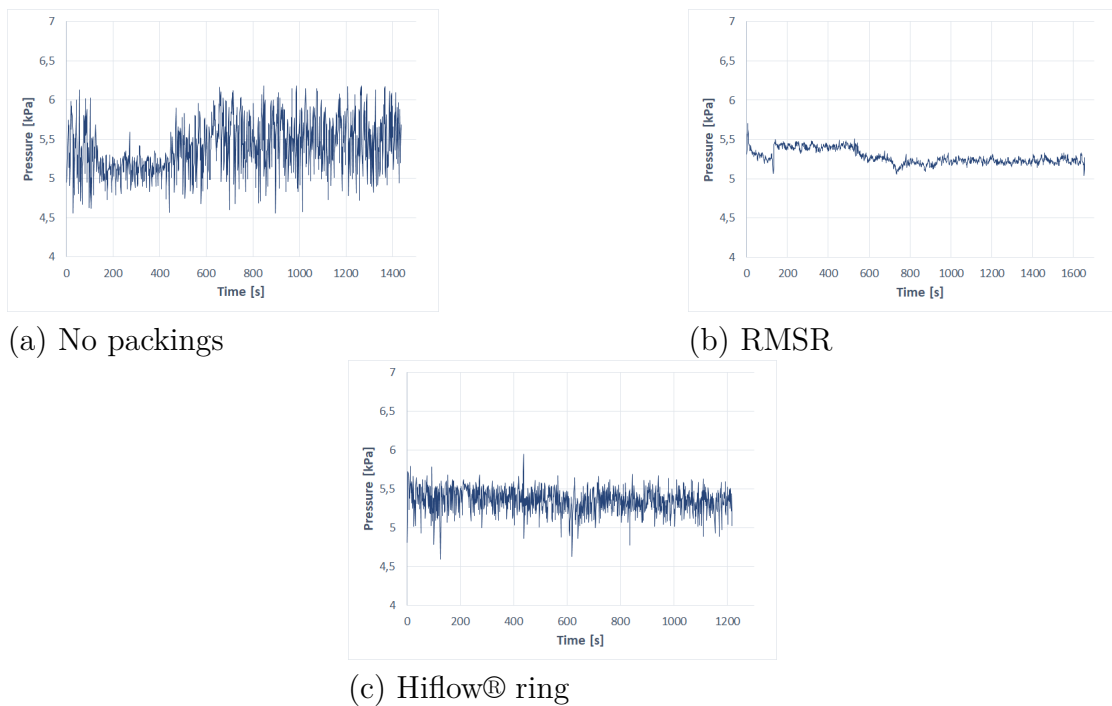 7
6,5
6
5,5
5
4,5
4
Pressure [kPa]
0 200 400 600 800 1000 1200 1400
Time [s]
(a) No packings
7
6,5
6
5,5
5
4,5
4
Pressure [kPa]
0 200 400 600 800 1000 1200 1400 1600
Time [s]
(b) RMSR
7
6,5
6
5,5
5
4,5
4
Pressure [kPa]
0 200 400 600 800 1000 1200
Time [s]
(c) Hiflow® ring